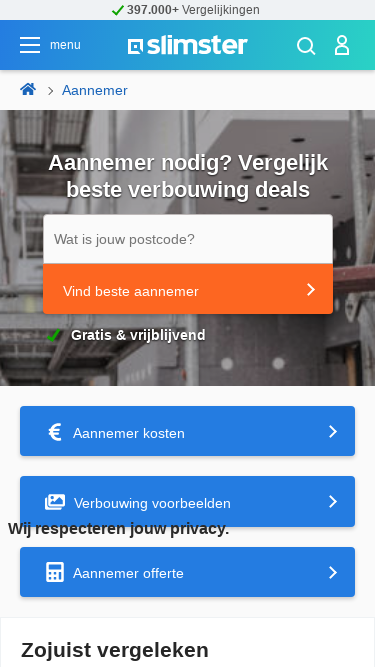 397.000+ Vergelijkingen
menu
slimster
Aannemer
Aannemer nodig? Vergelijk
beste verbouwing deals
Wat is jouw postcode?
Vind beste aannemer
Gratis & vrijblijvend
€ Aannemer kosten
Verbouwing voorbeelden
Wij respecteren jouw privacy.
Aannemer offerte
Zojuist vergeleken